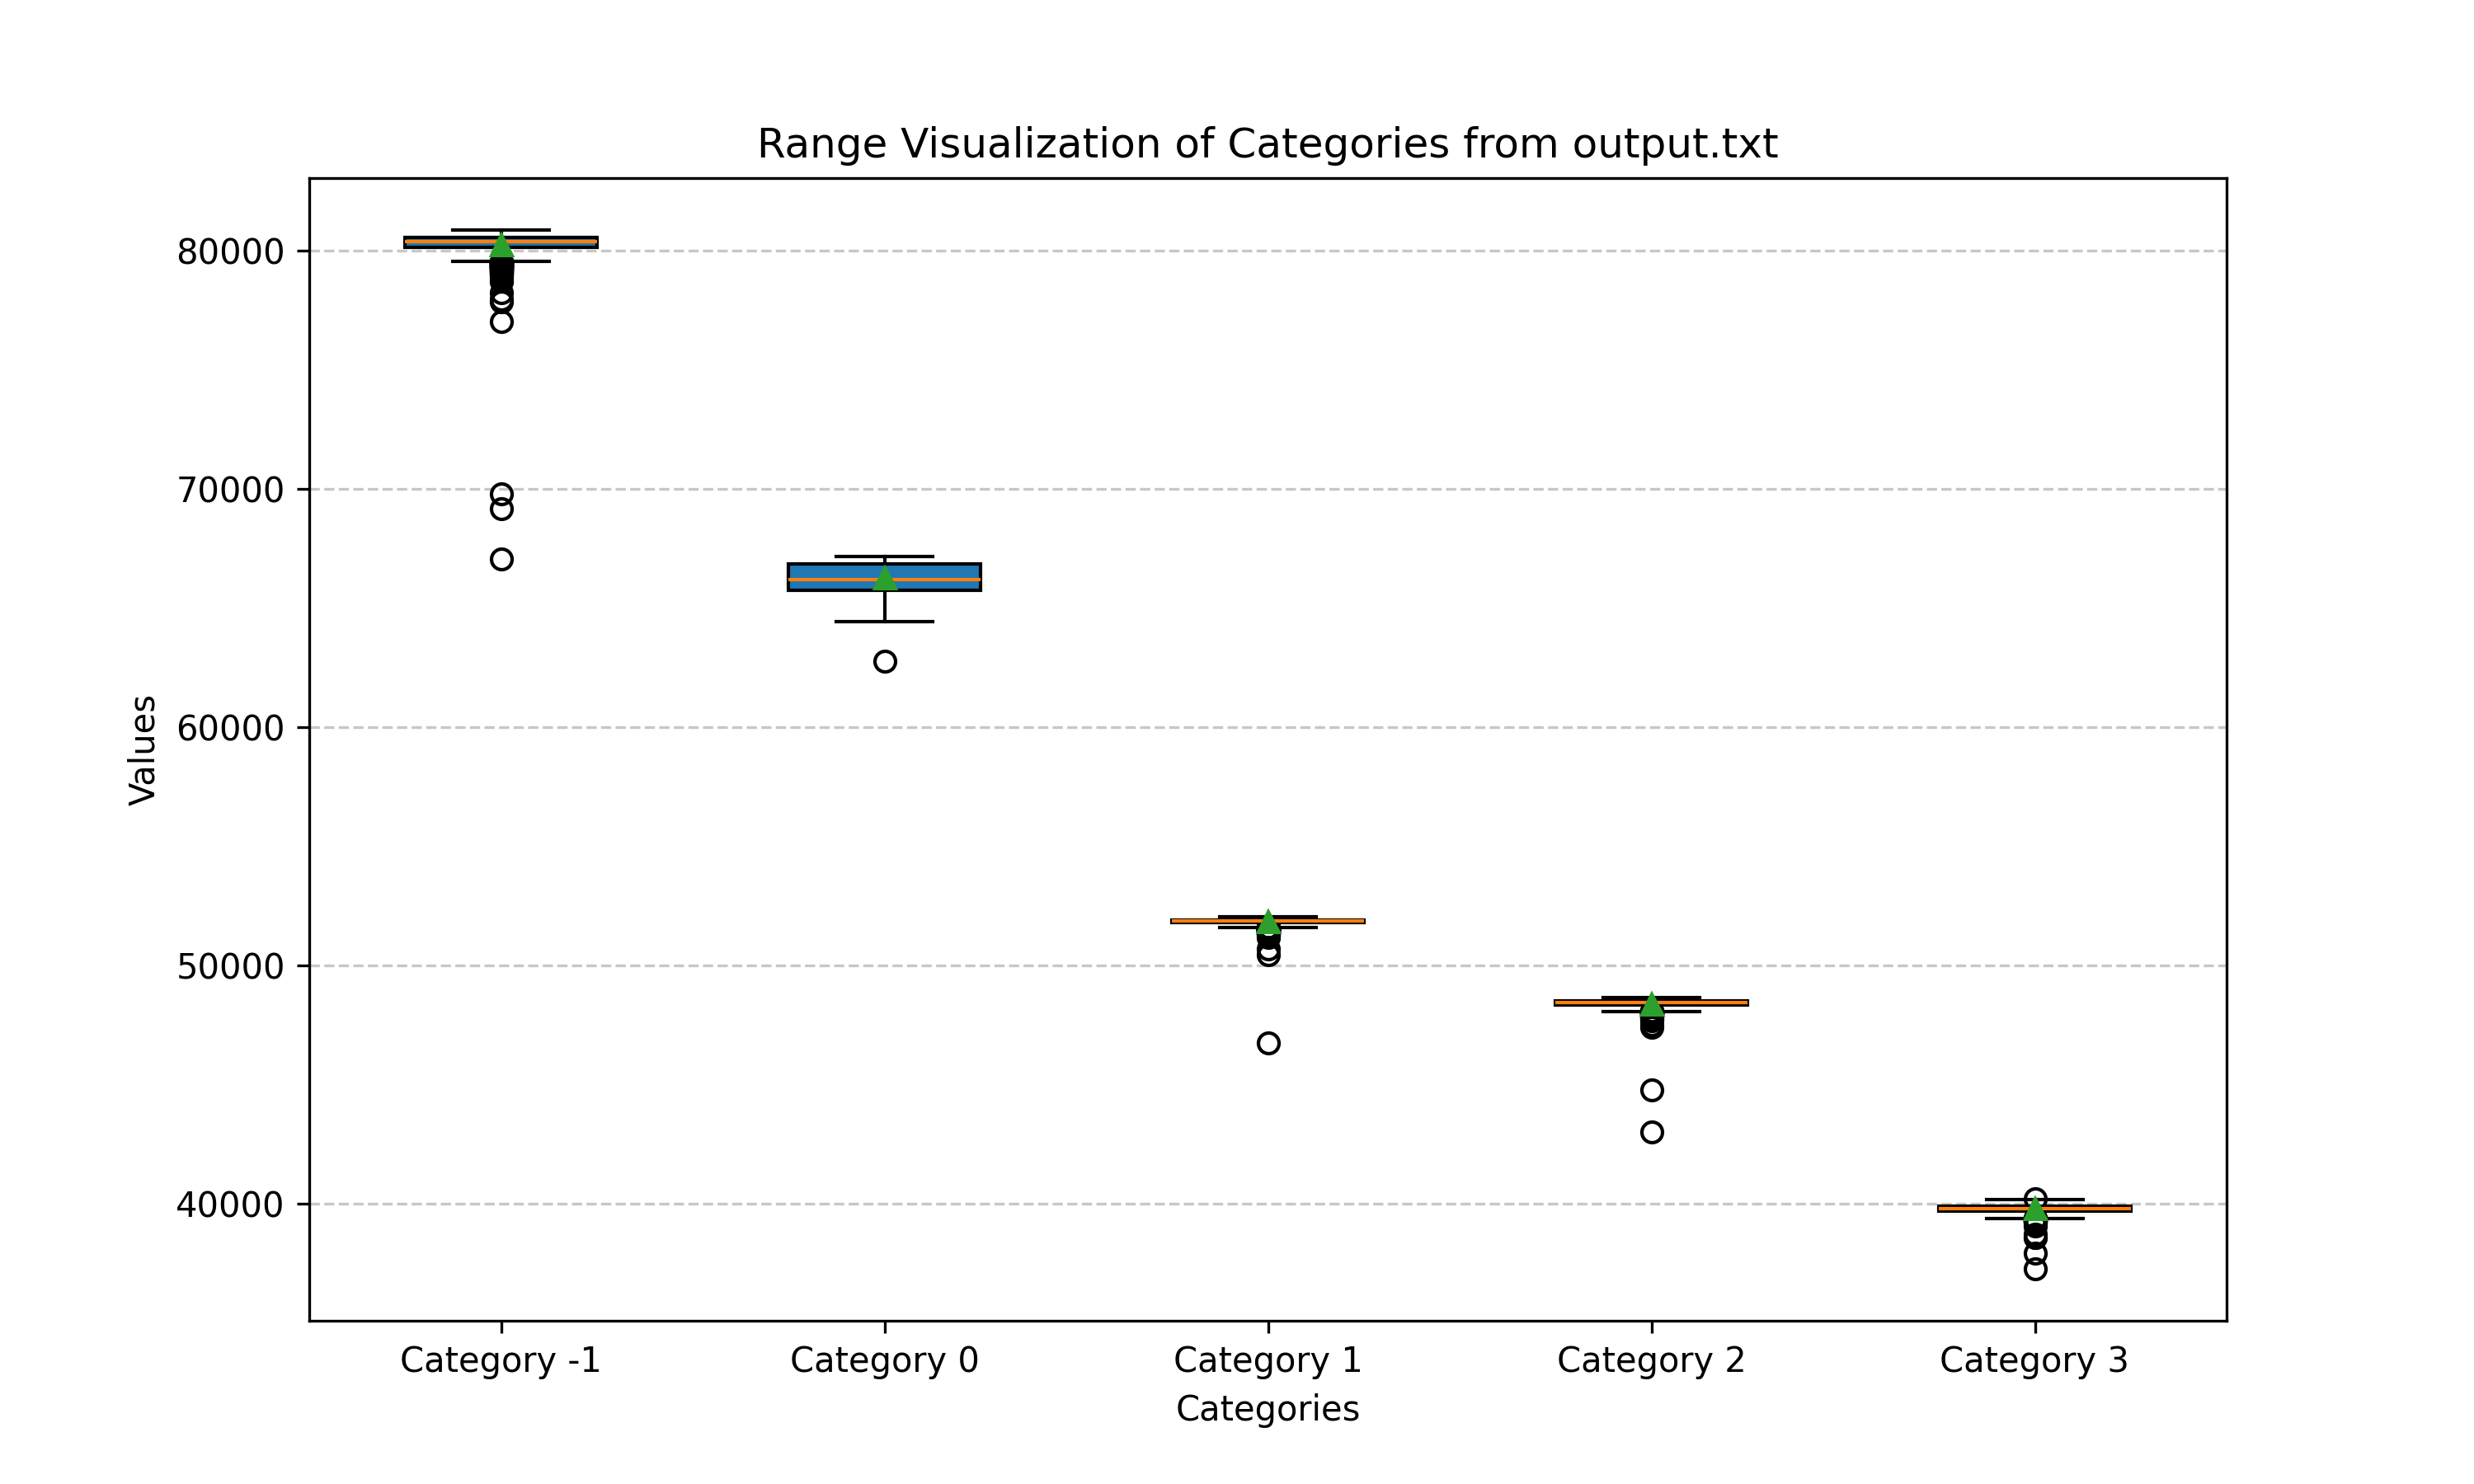 Range Visualization of Categories from output.txt
Values
80000
70000
60000
50000
40000
Category -1
Category 0
Category 1
Category 2
Category 3
Categories